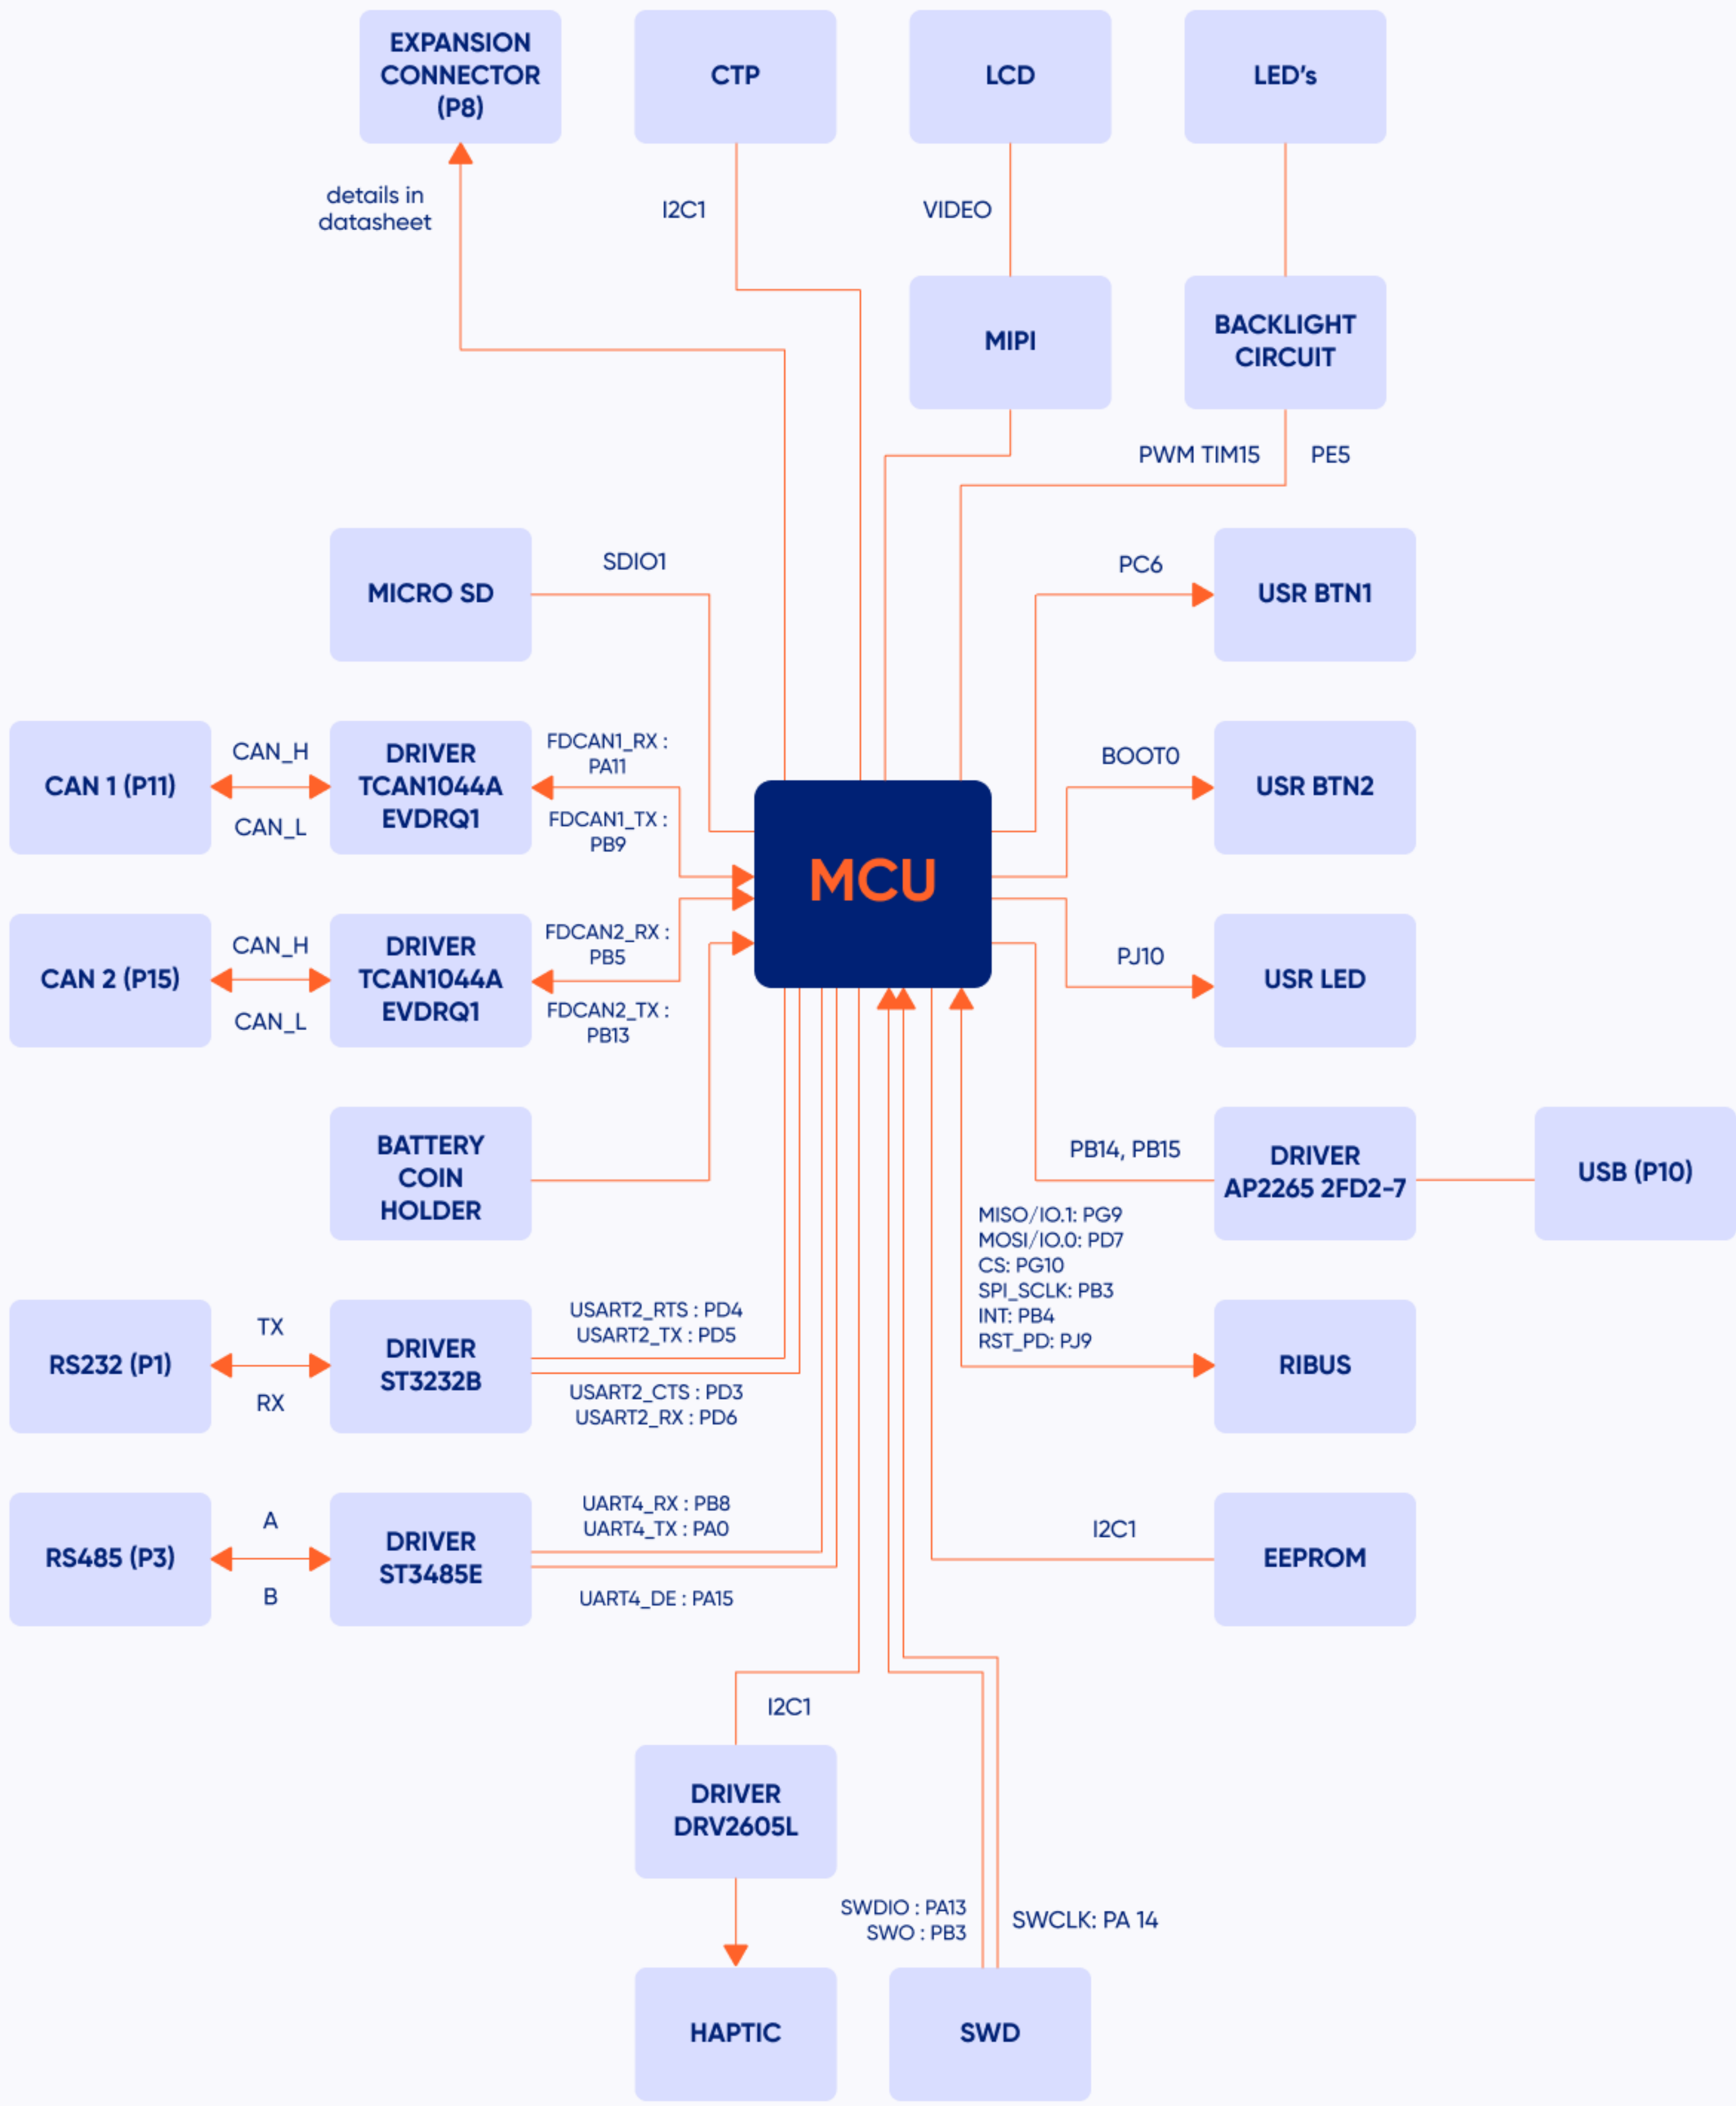 EXPANSION
CONNECTOR
(P8)
CTP
LCD
LED's
details in
datasheet
I2C1
VIDEO
MIPI
BACKLIGHT
CIRCUIT
PWM TIM15
PE5
MICRO SD
SDIO1
PC6
USR BTN1
CAN 1 (P11)
CAN_H
CAN_L
DRIVER
TCAN1044A
EVDRQ1
FDCAN1_RX :
PA11
FDCAN1_TX :
PB9
MCU
BOOT0
USR BTN2
CAN 2 (P15)
CAN_H
CAN_L
DRIVER
TCAN1044A
EVDRQ1
FDCAN2_RX :
PB5
FDCAN2_TX :
PB13
PJ10
USR LED
BATTERY
COIN
HOLDER
PB14, PB15
DRIVER
AP2265 2FD2-7
USB (P10)
MISO/IO.1: PG9
MOSI/IO.0: PD7
CS: PG10
SPI_SCLK: PB3
INT: PB4
RST_PD: PJ9
RIBUS
RS232 (P1)
TX
RX
DRIVER
ST3232B
USART2_RTS : PD4
USART2_TX : PD5
USART2_CTS : PD3
USART2_RX : PD6
RS485 (P3)
A
B
DRIVER
ST3485E
UART4_RX : PB8
UART4_TX : PA0
UART4_DE : PA15
I2C1
EEPROM
I2C1
DRIVER
DRV2605L
SWDIO : PA13
SWO : PB3
SWCLK: PA 14
HAPTIC
SWD